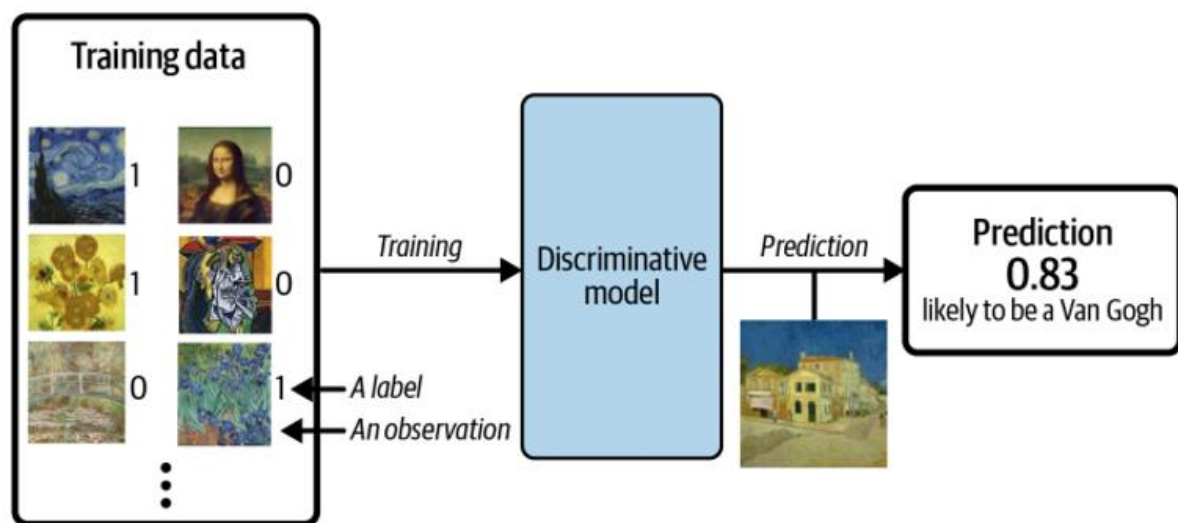 Training data
1
0
1
0
0
1
A label
An observation
Training
Discriminative
model
Prediction
Prediction
0.83
likely to be a Van Gogh